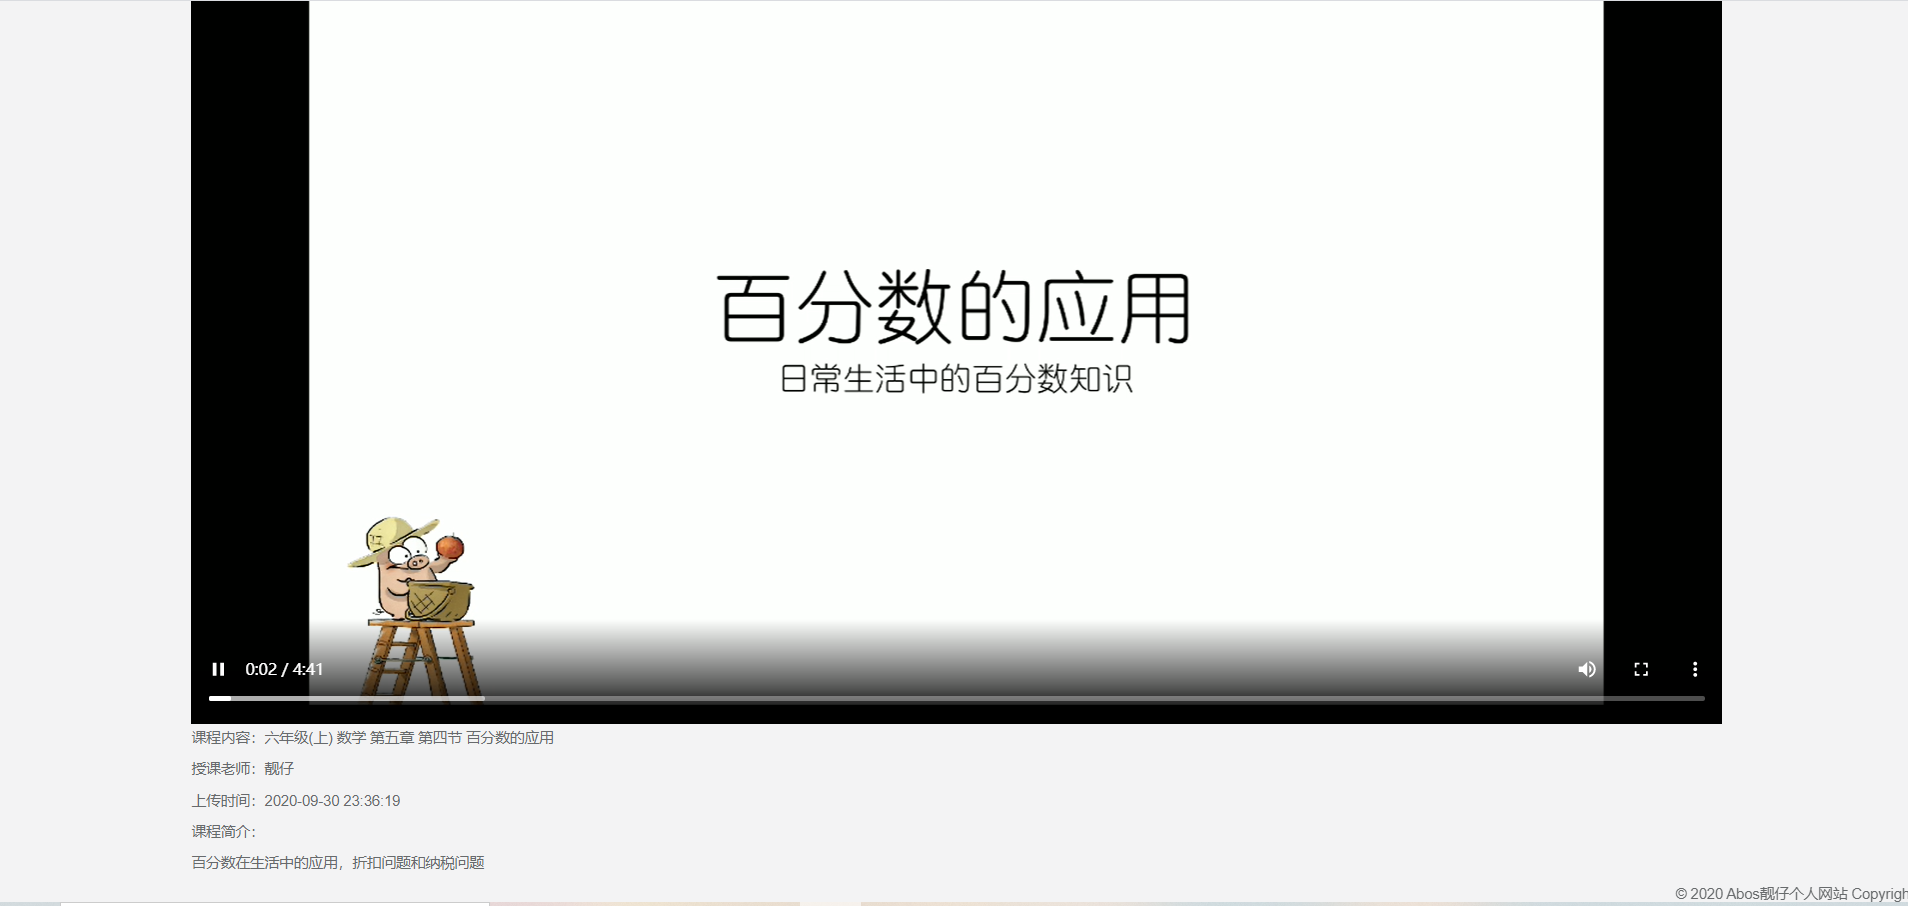 百分数的应用
日常生活中的百分数知识
0:02 / 4:41
课程内容：六年级(上) 数学 第五章 第四节 百分数的应用
授课老师：靓仔
上传时间：2020-09-30 23:36:19
课程简介：
百分数在生活中的应用，折扣问题和纳税问题
© 2020 Abos靓仔个人网站 Copyrigh